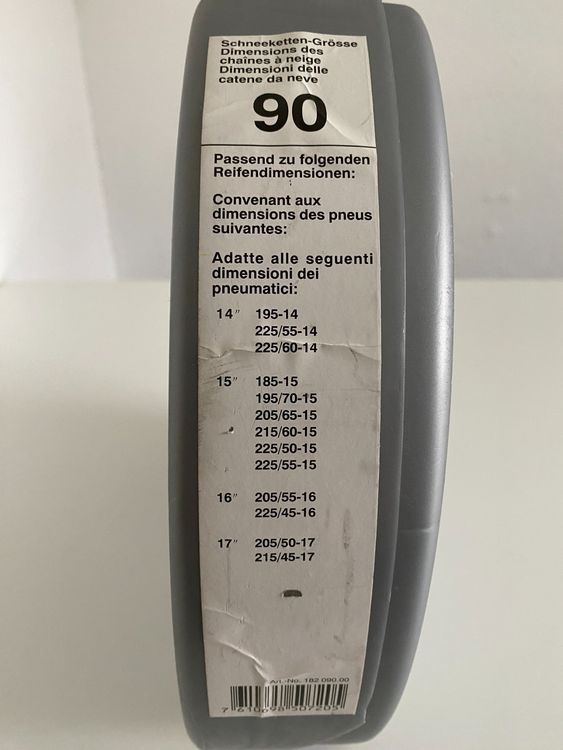 Schneeketten-Grösse
Dimensions des
chaînes à neige
Dimensioni delle
catene da neve
90
Passend zu folgenden
Reifendimensionen:
Convenant aux
dimensions des pneus
suivantes:
Adatte alle seguenti
dimensioni dei
pneumatici:
14" 195-14
225/55-14
225/60-14
15" 185-15
195/70-15
205/65-15
215/60-15
225/50-15
225/55-15
16" 205/55-16
225/45-16
17" 205/50-17
215/45-17
Art.-No. 182 090 00
7 610098 507205